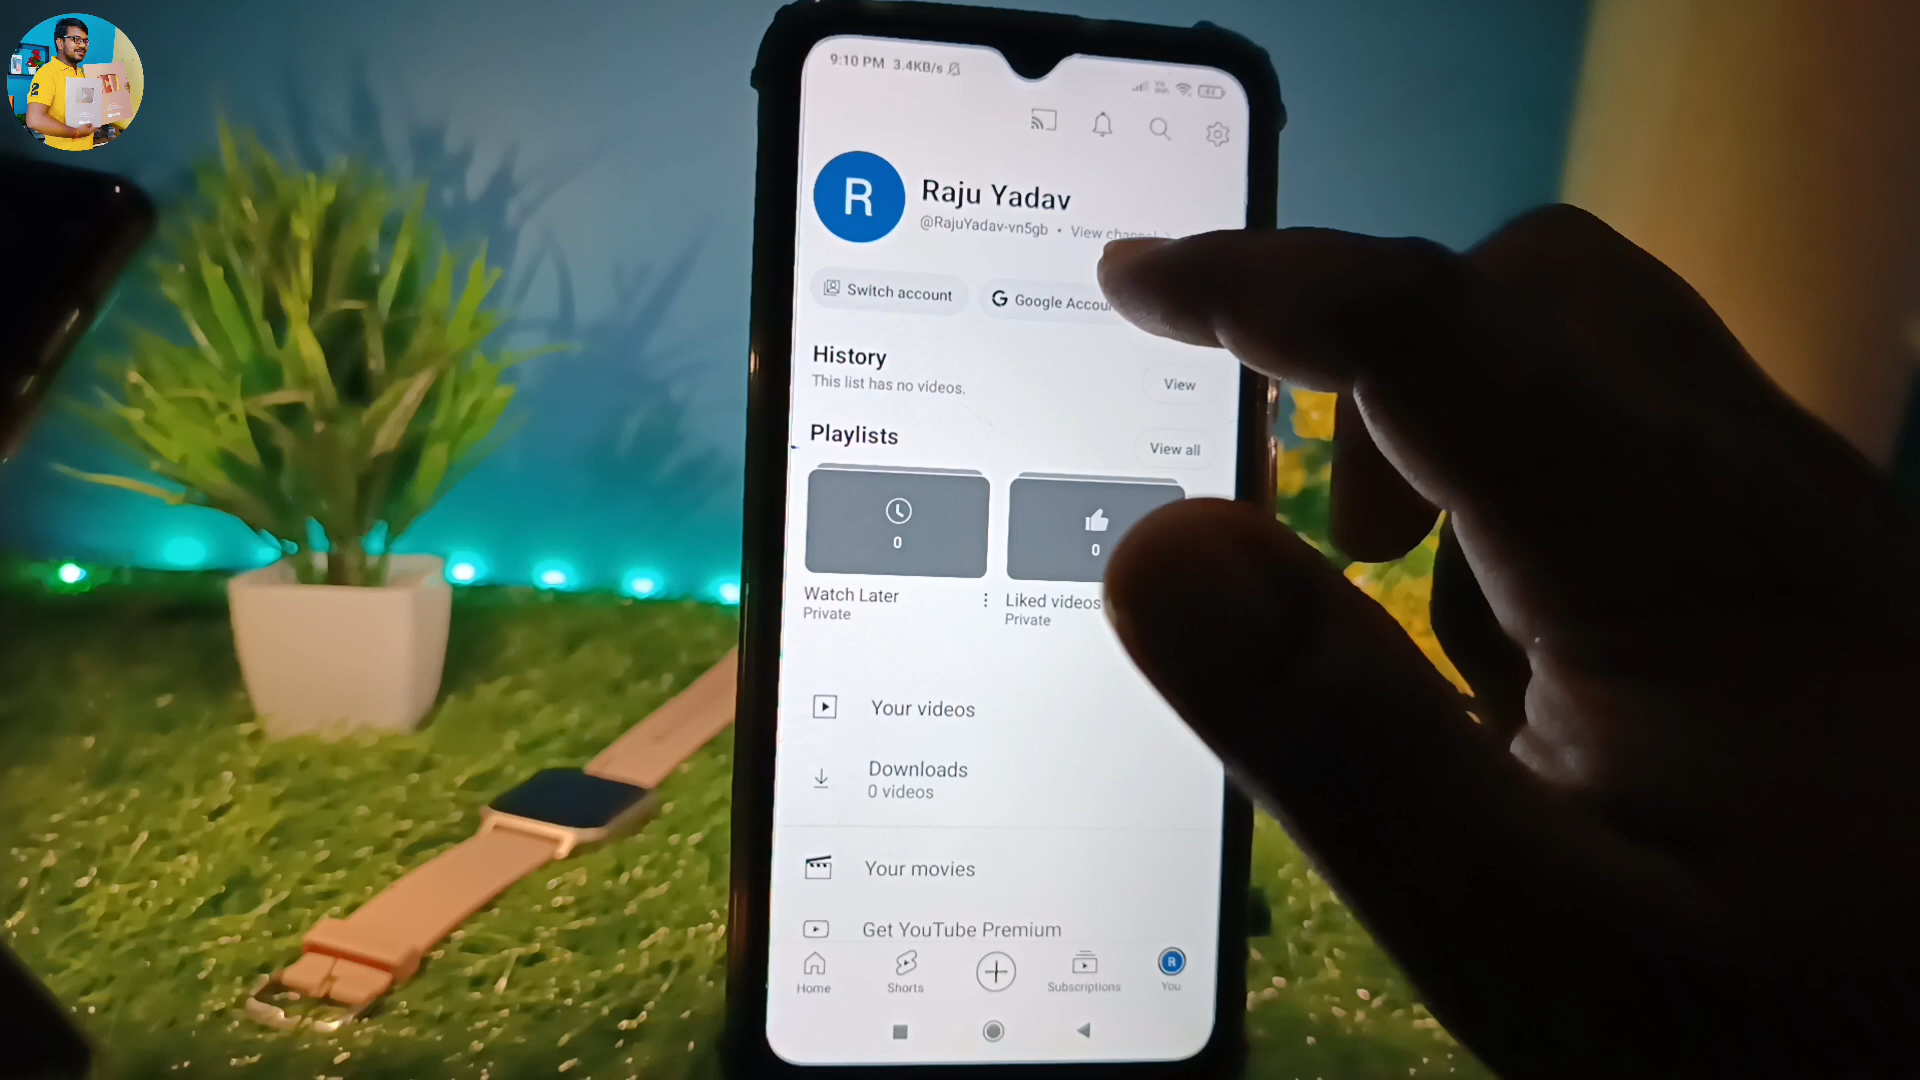 9:10 PM 3.4KB/s
R
Raju Yadav
@RajuYadav-vn5gb • View
Switch account
G Google
History
This list has no videos.
View
Playlists
View all
0
0
Watch Later
Private
Liked videos
Private
Your videos
Downloads
0 videos
Your movies
Get YouTube Premium
Home
Shorts
Subscriptions
R
You